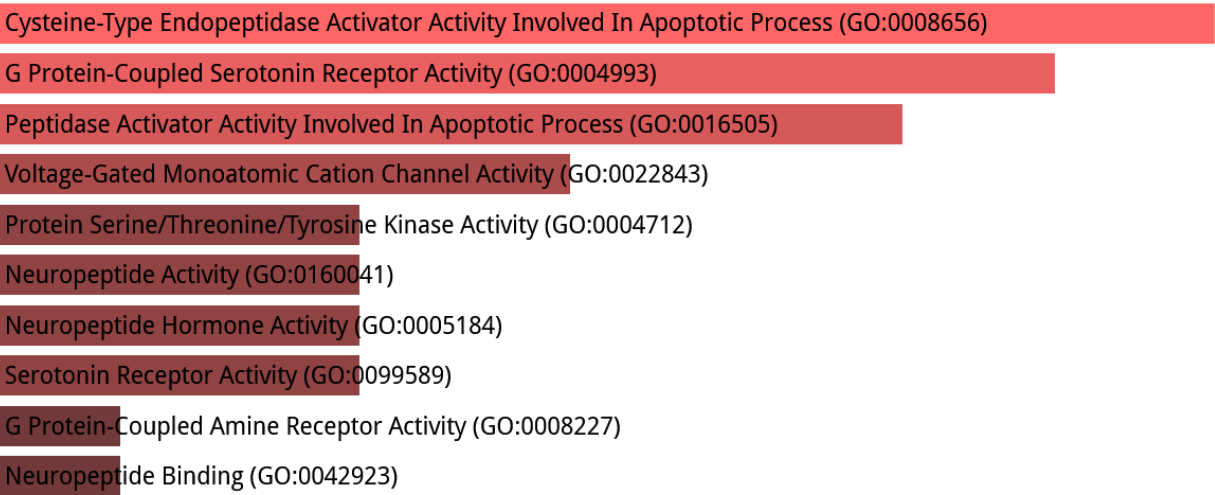 Cysteine-Type Endopeptidase Activator Activity Involved In Apoptotic Process (GO:0008656)
G Protein-Coupled Serotonin Receptor Activity (GO:0004993)
Peptidase Activator Activity Involved In Apoptotic Process (GO:0016505)
Voltage-Gated Monoatomic Cation Channel Activity (GO:0022843)
Protein Serine/Threonine/Tyrosine Kinase Activity (GO:0004712)
Neuropeptide Activity (GO:0160041)
Neuropeptide Hormone Activity (GO:0005184)
Serotonin Receptor Activity (GO:0099589)
G Protein-Coupled Amine Receptor Activity (GO:0008227)
Neuropeptide Binding (GO:0042923)